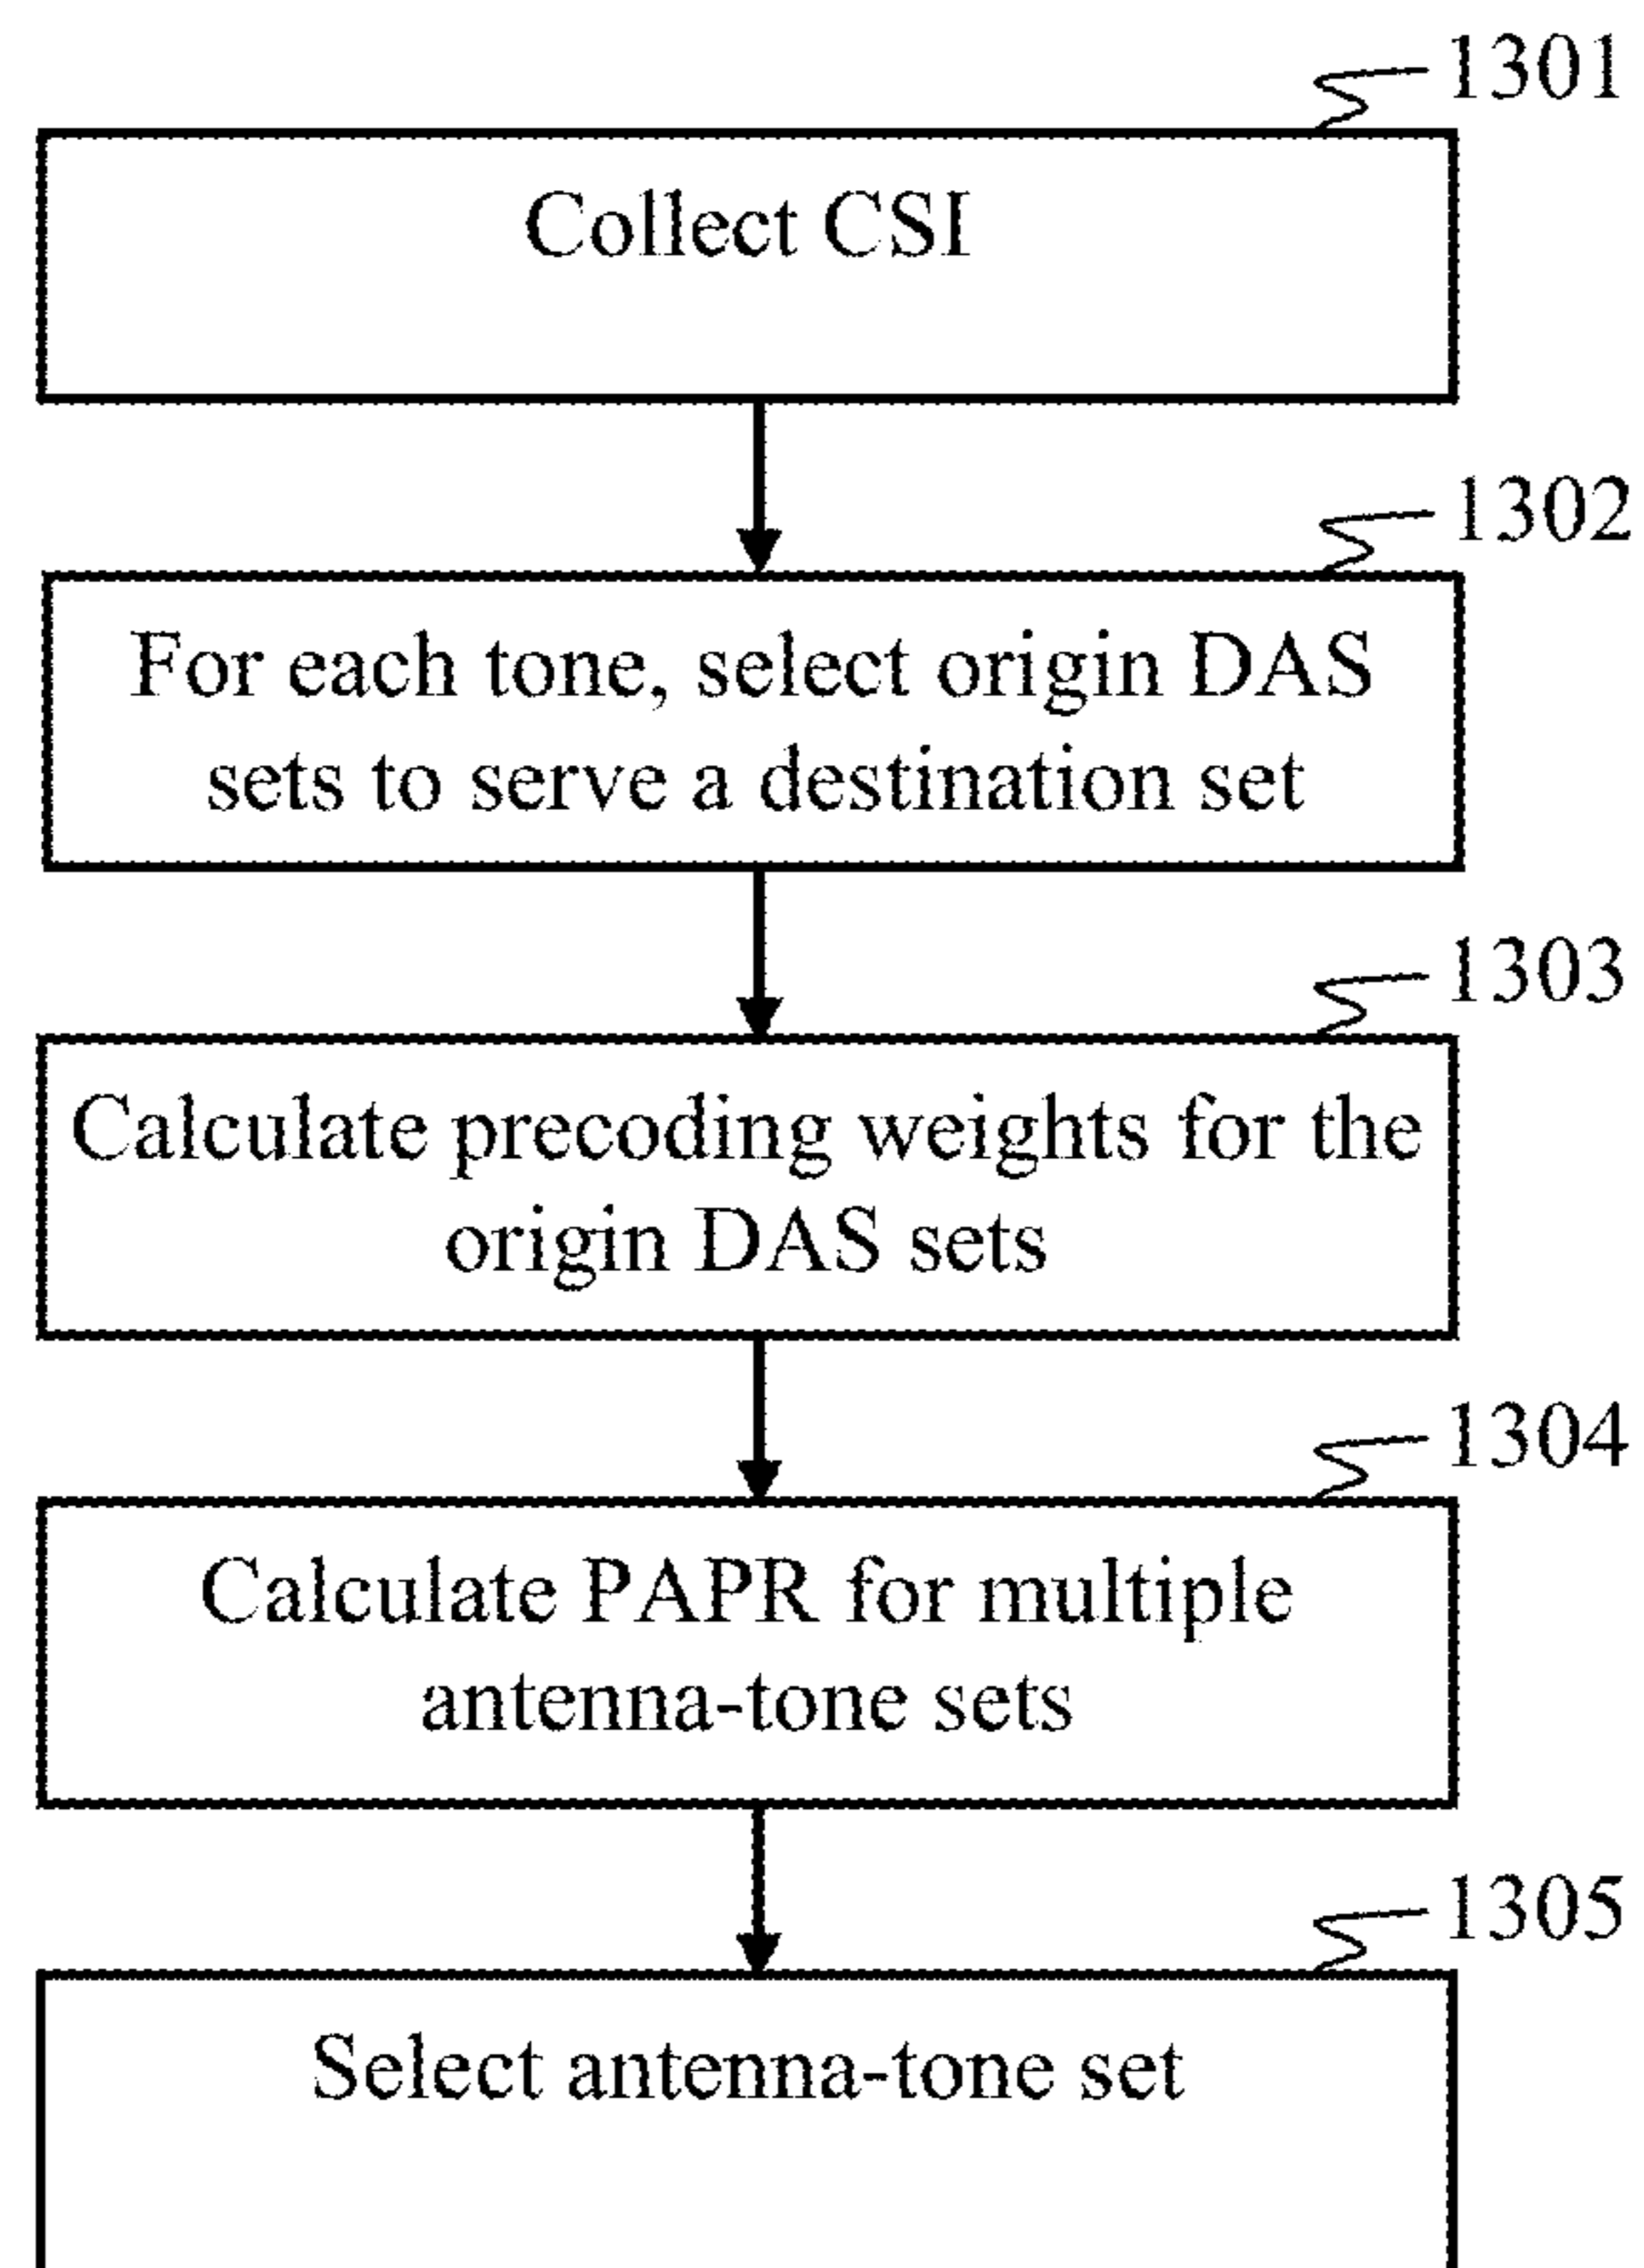 1301
Collect CSI
1302
For each tone, select origin DAS
sets to serve a destination set
1303
Calculate precoding weights for the
origin DAS sets
1304
Calculate PAPR for multiple
antenna-tone sets
1305
Select antenna-tone set